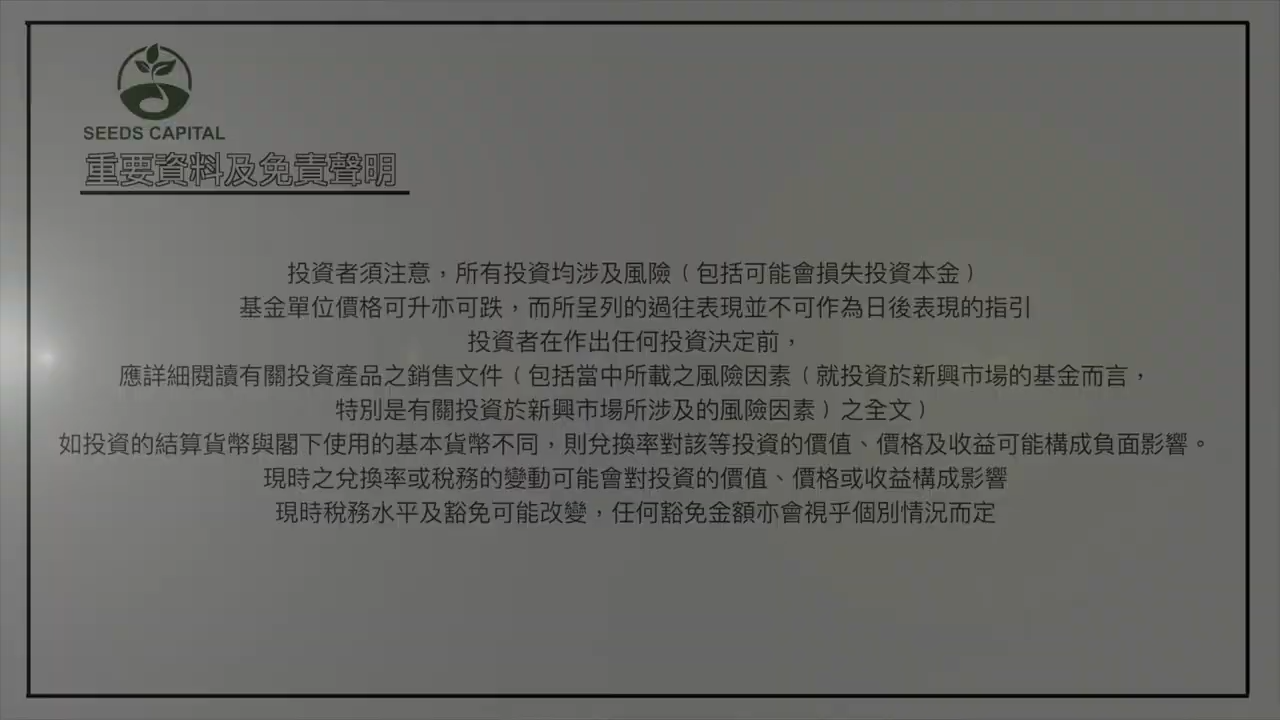 SEEDS CAPITAL
重要資料及免責聲明
投資者須注意，所有投資均涉及風險（包括可能會損失投資本金）
基金單位價格可升亦可跌，而所呈列的過往表現並不可作為日後表現的指引
投資者在作出任何投資決定前，
應詳細閱讀有關投資產品之銷售文件（包括當中所載之風險因素（就投資於新興市場的基金而言，
特別是有關投資於新興市場所涉及的風險因素）之全文）
如投資的結算貨幣與閣下使用的基本貨幣不同，則兌換率對該等投資的價值、價格及收益可能構成負面影響。
現時之兌換率或稅務的變動可能會對投資的價值、價格或收益構成影響
現時稅務水平及豁免可能改變，任何豁免金額亦會視乎個別情況而定